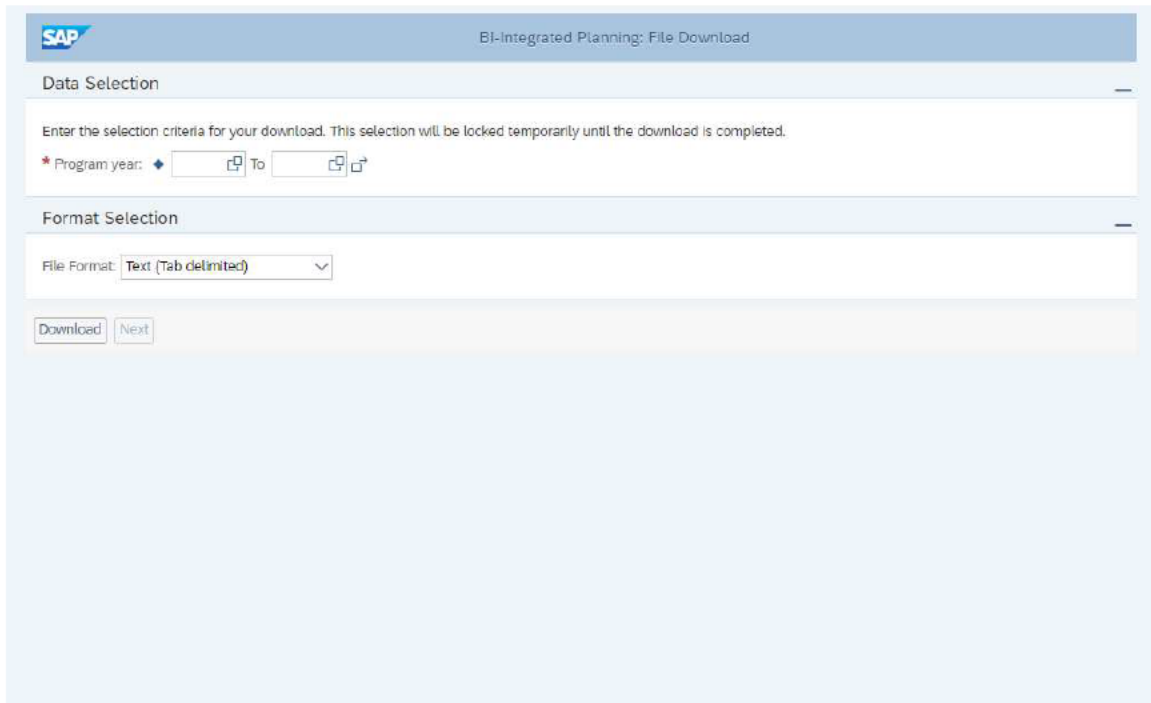 SAP
BI-Integrated Planning: File Download
Data Selection
Enter the selection criteria for your download. This selection will be locked temporarily until the download is completed.
* Program year: To
Format Selection
File Format: Text (Tab delimited)
Download Next